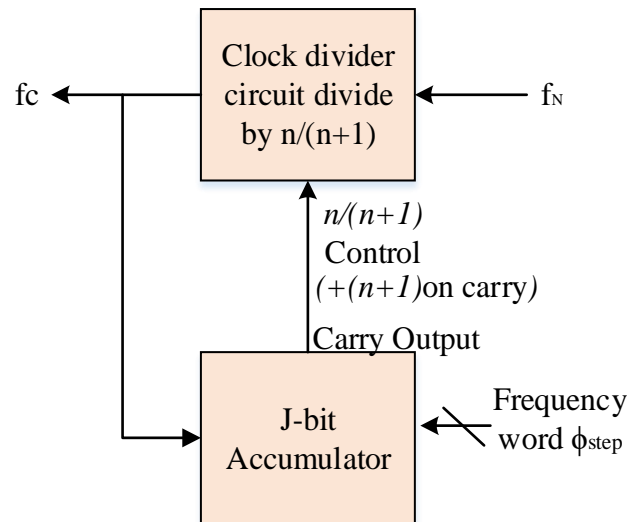 Clock divider
circuit divide
by n/(n+1)
fc
fN
n/(n+1)
Control
(+(n+1)on carry)
Carry Output
J-bit
Accumulator
Frequency
word ϕstep